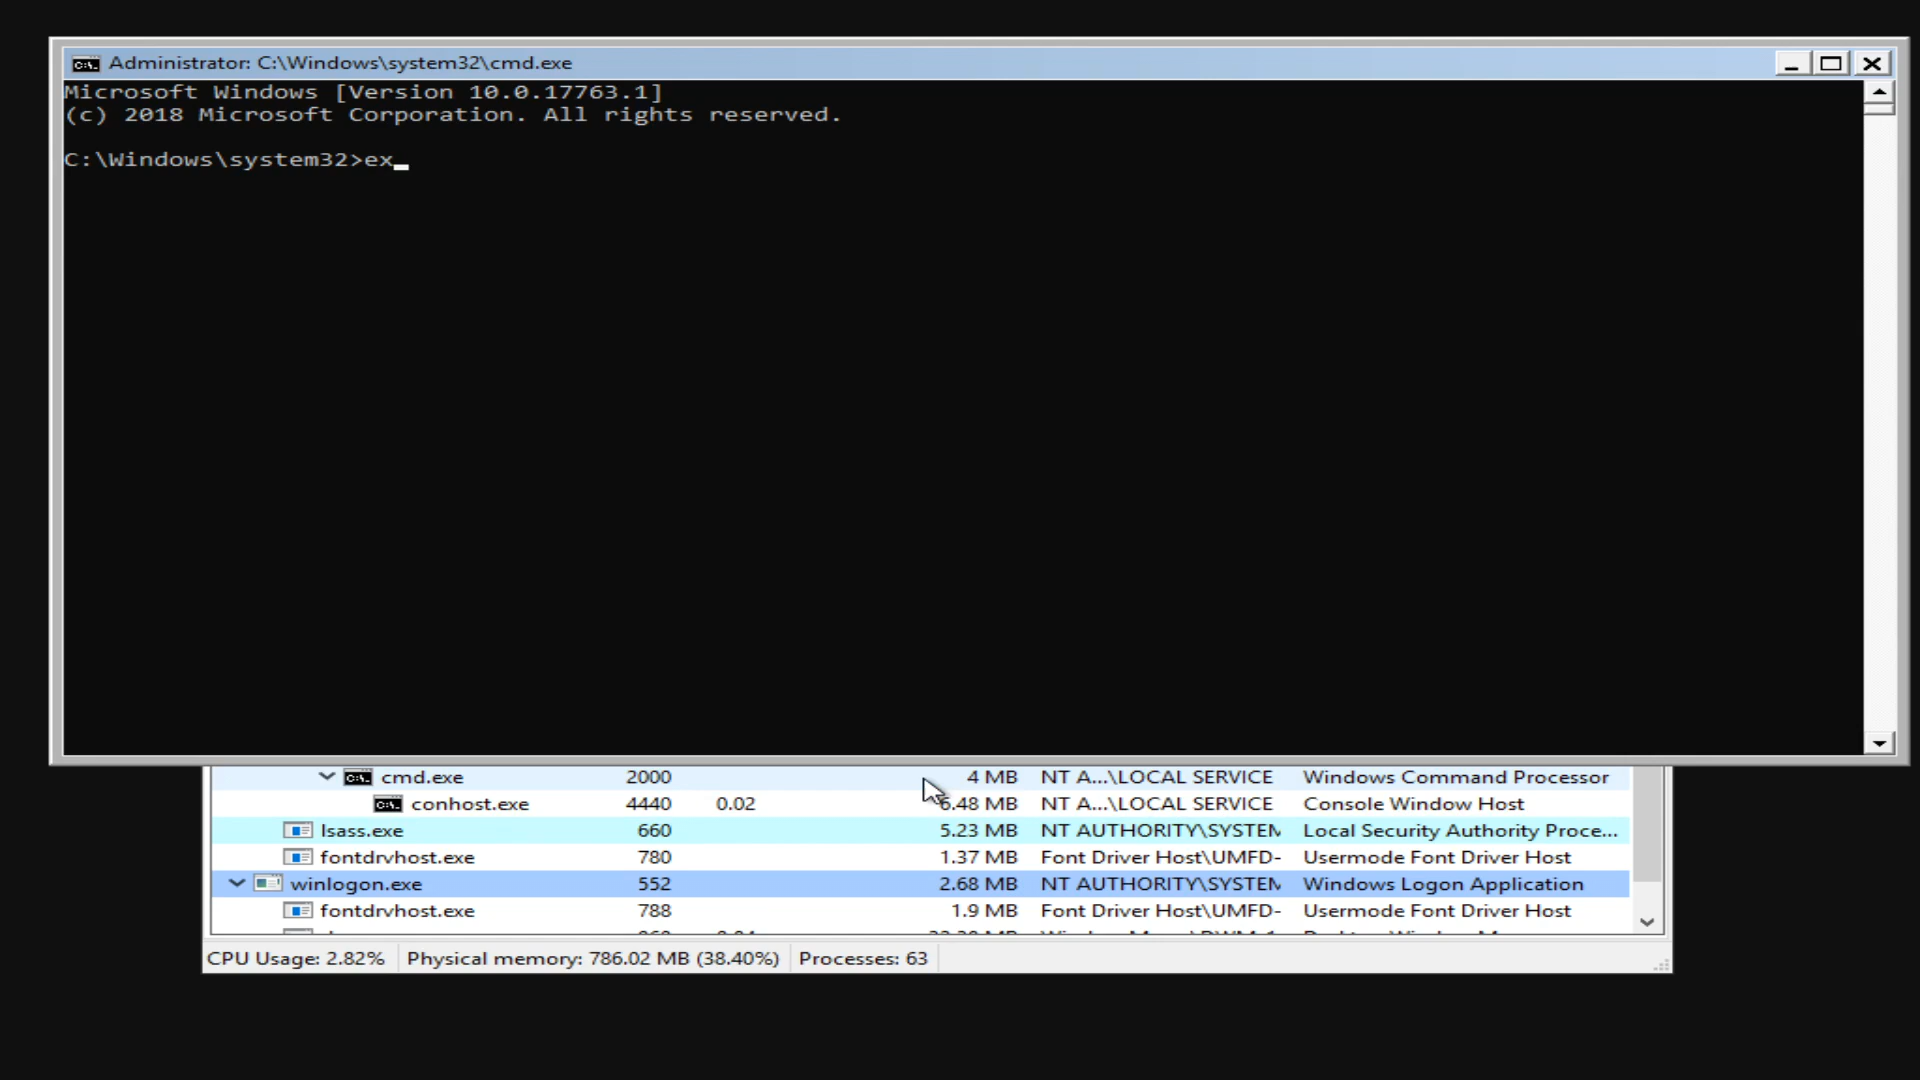 Administrator: C:\Windows\system32\cmd.exe
Microsoft Windows [Version 10.0.17763.1]
(c) 2018 Microsoft Corporation. All rights reserved.
C:\Windows\system32>ex
cmd.exe 2000 4 MB NT A...\LOCAL SERVICE Windows Command Processor
conhost.exe 4440 0.02 6.48 MB NT A...\LOCAL SERVICE Console Window Host
lsass.exe 660 5.23 MB NT AUTHORITY\SYSTEM Local Security Authority Proce...
fontdrvhost.exe 780 1.37 MB Font Driver Host\UMFD- Usermode Font Driver Host
winlogon.exe 552 2.68 MB NT AUTHORITY\SYSTEM Windows Logon Application
fontdrvhost.exe 788 1.9 MB Font Driver Host\UMFD- Usermode Font Driver Host
CPU Usage: 2.82% Physical memory: 786.02 MB (38.40%) Processes: 63